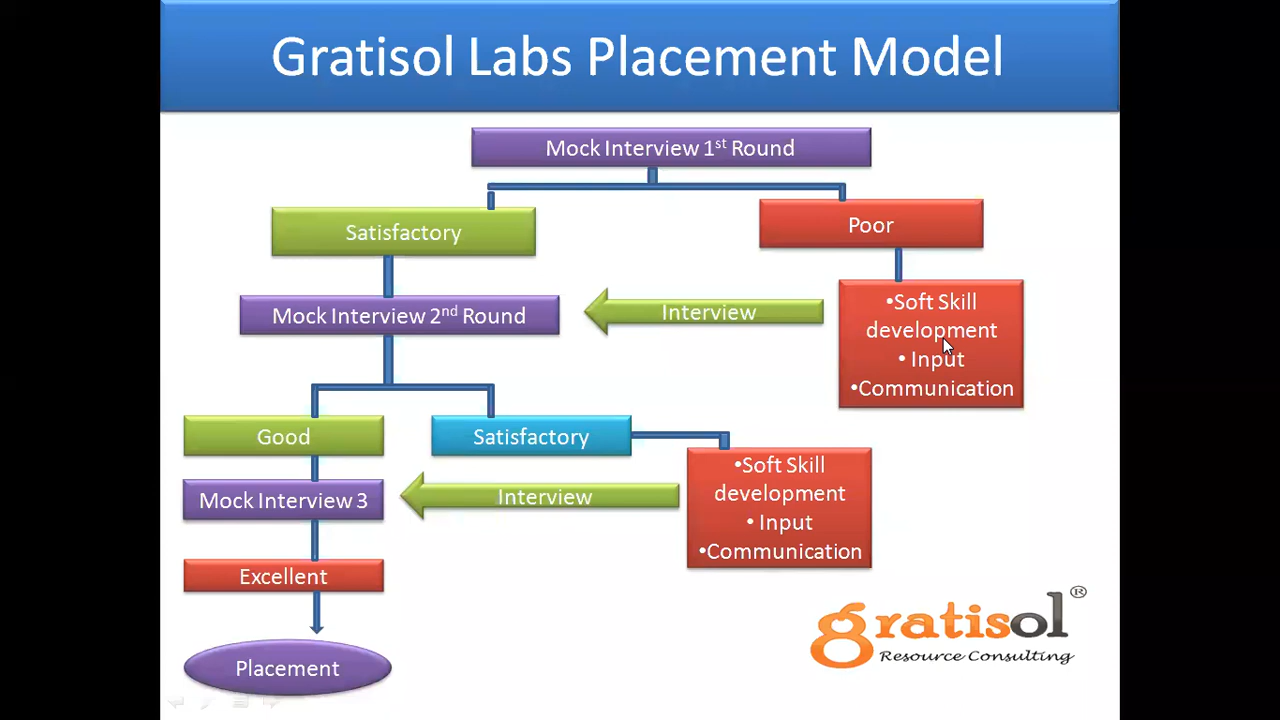 Gratisol Labs Placement Model
Mock Interview 1st Round
Satisfactory
Poor
Mock Interview 2nd Round
Interview
•Soft Skill
development
• Input
•Communication
Good
Satisfactory
Mock Interview 3
Interview
•Soft Skill
development
• Input
•Communication
Excellent
Placement
gratisol®
Resource Consulting